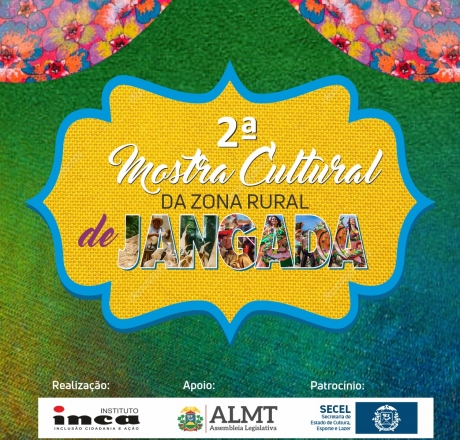 2ª
Mostra Cultural
DA ZONA RURAL
de JANGADA
Realização: Apoio: Patrocínio:
INSTITUTO
inca
INCLUSÃO CIDADANIA E AÇÃO
ALMT
Assembleia Legislativa
SECEL
Secretaria de
Estado de Cultura,
Esporte e Lazer